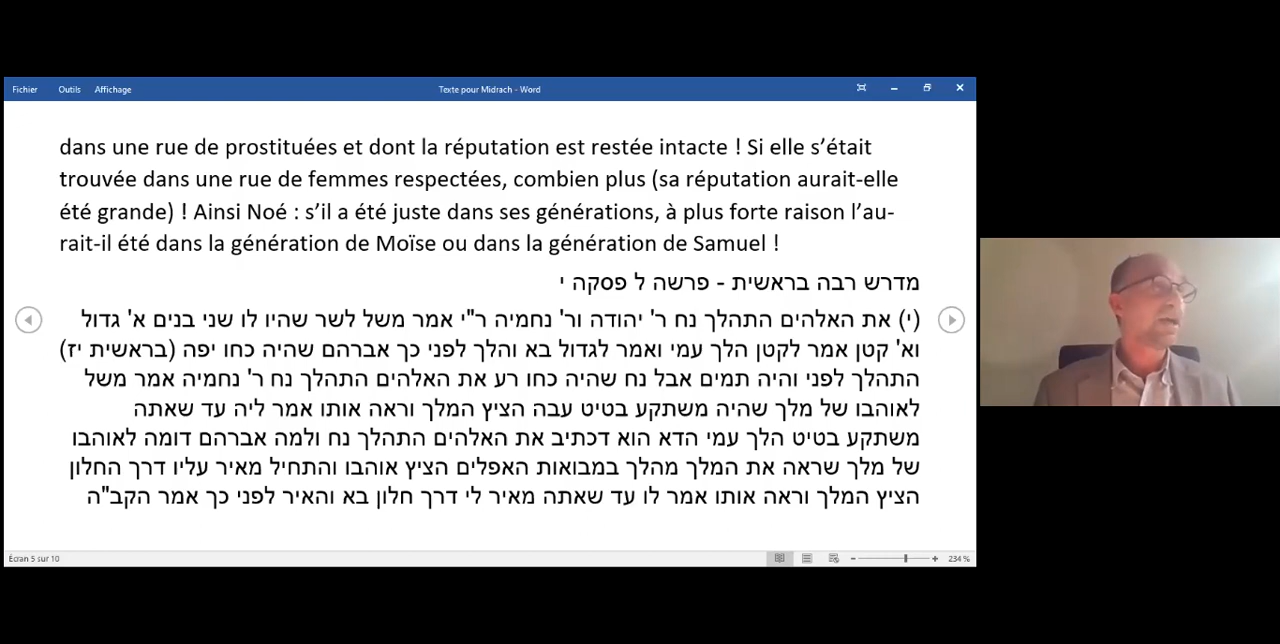 Fichier Outils Affichage Texte pour Midrach - Word
dans une rue de prostituées et dont la réputation est restée intacte ! Si elle s’était
trouvée dans une rue de femmes respectées, combien plus (sa réputation aurait-elle
été grande) ! Ainsi Noé : s’il a été juste dans ses générations, à plus forte raison l’au-
rait-il été dans la génération de Moïse ou dans la génération de Samuel !
מדרש רבה בראשית - פרשה ל פסקה י
(י) את האלהים התהלך נח ר' יהודה ור' נחמיה ר"י אמר משל לשר שהיו לו שני בנים א' גדול
וא' קטן אמר לקטן הלך עמי ואמר לגדול בא והלך לפני כך אברהם שהיה כחו יפה (בראשית יז)
התהלך לפני והיה תמים אבל נח שהיה כחו רע את האלהים התהלך נח ר' נחמיה אמר משל
לאוהבו של מלך שהיה משתקע בטיט עבה הציץ המלך וראה אותו אמר ליה עד שאתה
משתקע בטיט הלך עמי הדא הוא דכתיב את האלהים התהלך נח ולמה אברהם דומה לאוהבו
של מלך שראה את המלך מהלך במבואות האפלים הציץ אוהבו והתחיל מאיר עליו דרך החלון
הציץ המלך וראה אותו אמר לו עד שאתה מאיר לי דרך חלון בא והאיר לפני כך אמר הקב"ה
Écran 5 sur 10 234 %